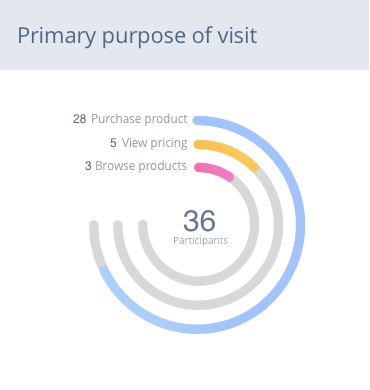 Primary purpose of visit
28 Purchase product
5 View pricing
3 Browse products
36
Participants